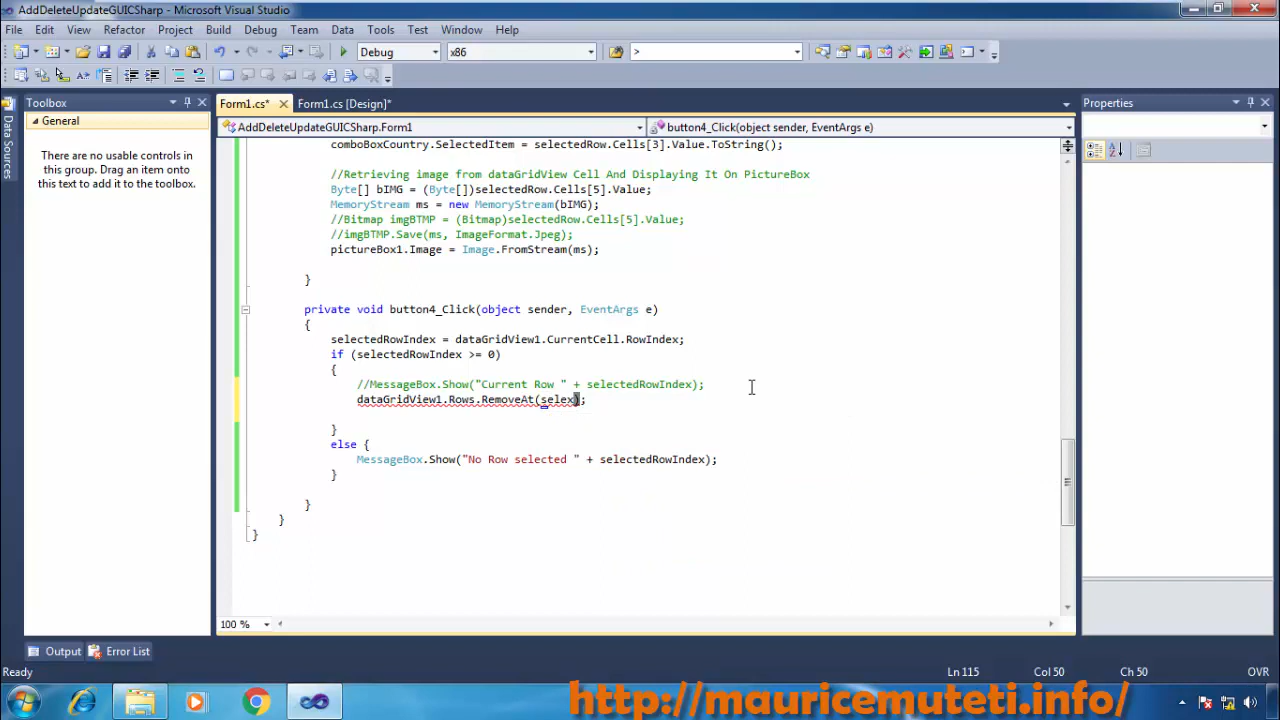 AddDeleteUpdateGUICSharp - Microsoft Visual Studio
File Edit View Refactor Project Build Debug Team Data Tools Test Window Help
Debug x86 >
Toolbox
Form1.cs* Form1.cs [Design]*
Properties
Data Sources
General
AddDeleteUpdateGUICSharp.Form1
button4_Click(object sender, EventArgs e)
There are no usable controls in
this group. Drag an item onto
this text to add it to the toolbox.
comboBoxCountry.SelectedItem = selectedRow.Cells[3].Value.ToString();
//Retrieving image from dataGridView Cell And Displaying It On PictureBox
Byte[] bIMG = (Byte[])selectedRow.Cells[5].Value;
MemoryStream ms = new MemoryStream(bIMG);
//Bitmap imgBTMP = (Bitmap)selectedRow.Cells[5].Value;
//imgBTMP.Save(ms, ImageFormat.Jpeg);
pictureBox1.Image = Image.FromStream(ms);
}
private void button4_Click(object sender, EventArgs e)
{
selectedRowIndex = dataGridView1.CurrentCell.RowIndex;
if (selectedRowIndex >= 0)
{
//MessageBox.Show("Current Row " + selectedRowIndex);
dataGridView1.Rows.RemoveAt(selex);
}
else {
MessageBox.Show("No Row selected " + selectedRowIndex);
}
}
}
}
100 %
Output Error List
Ready Ln 115 Col 50 Ch 50 OVR
http://mauricemuteti.info/